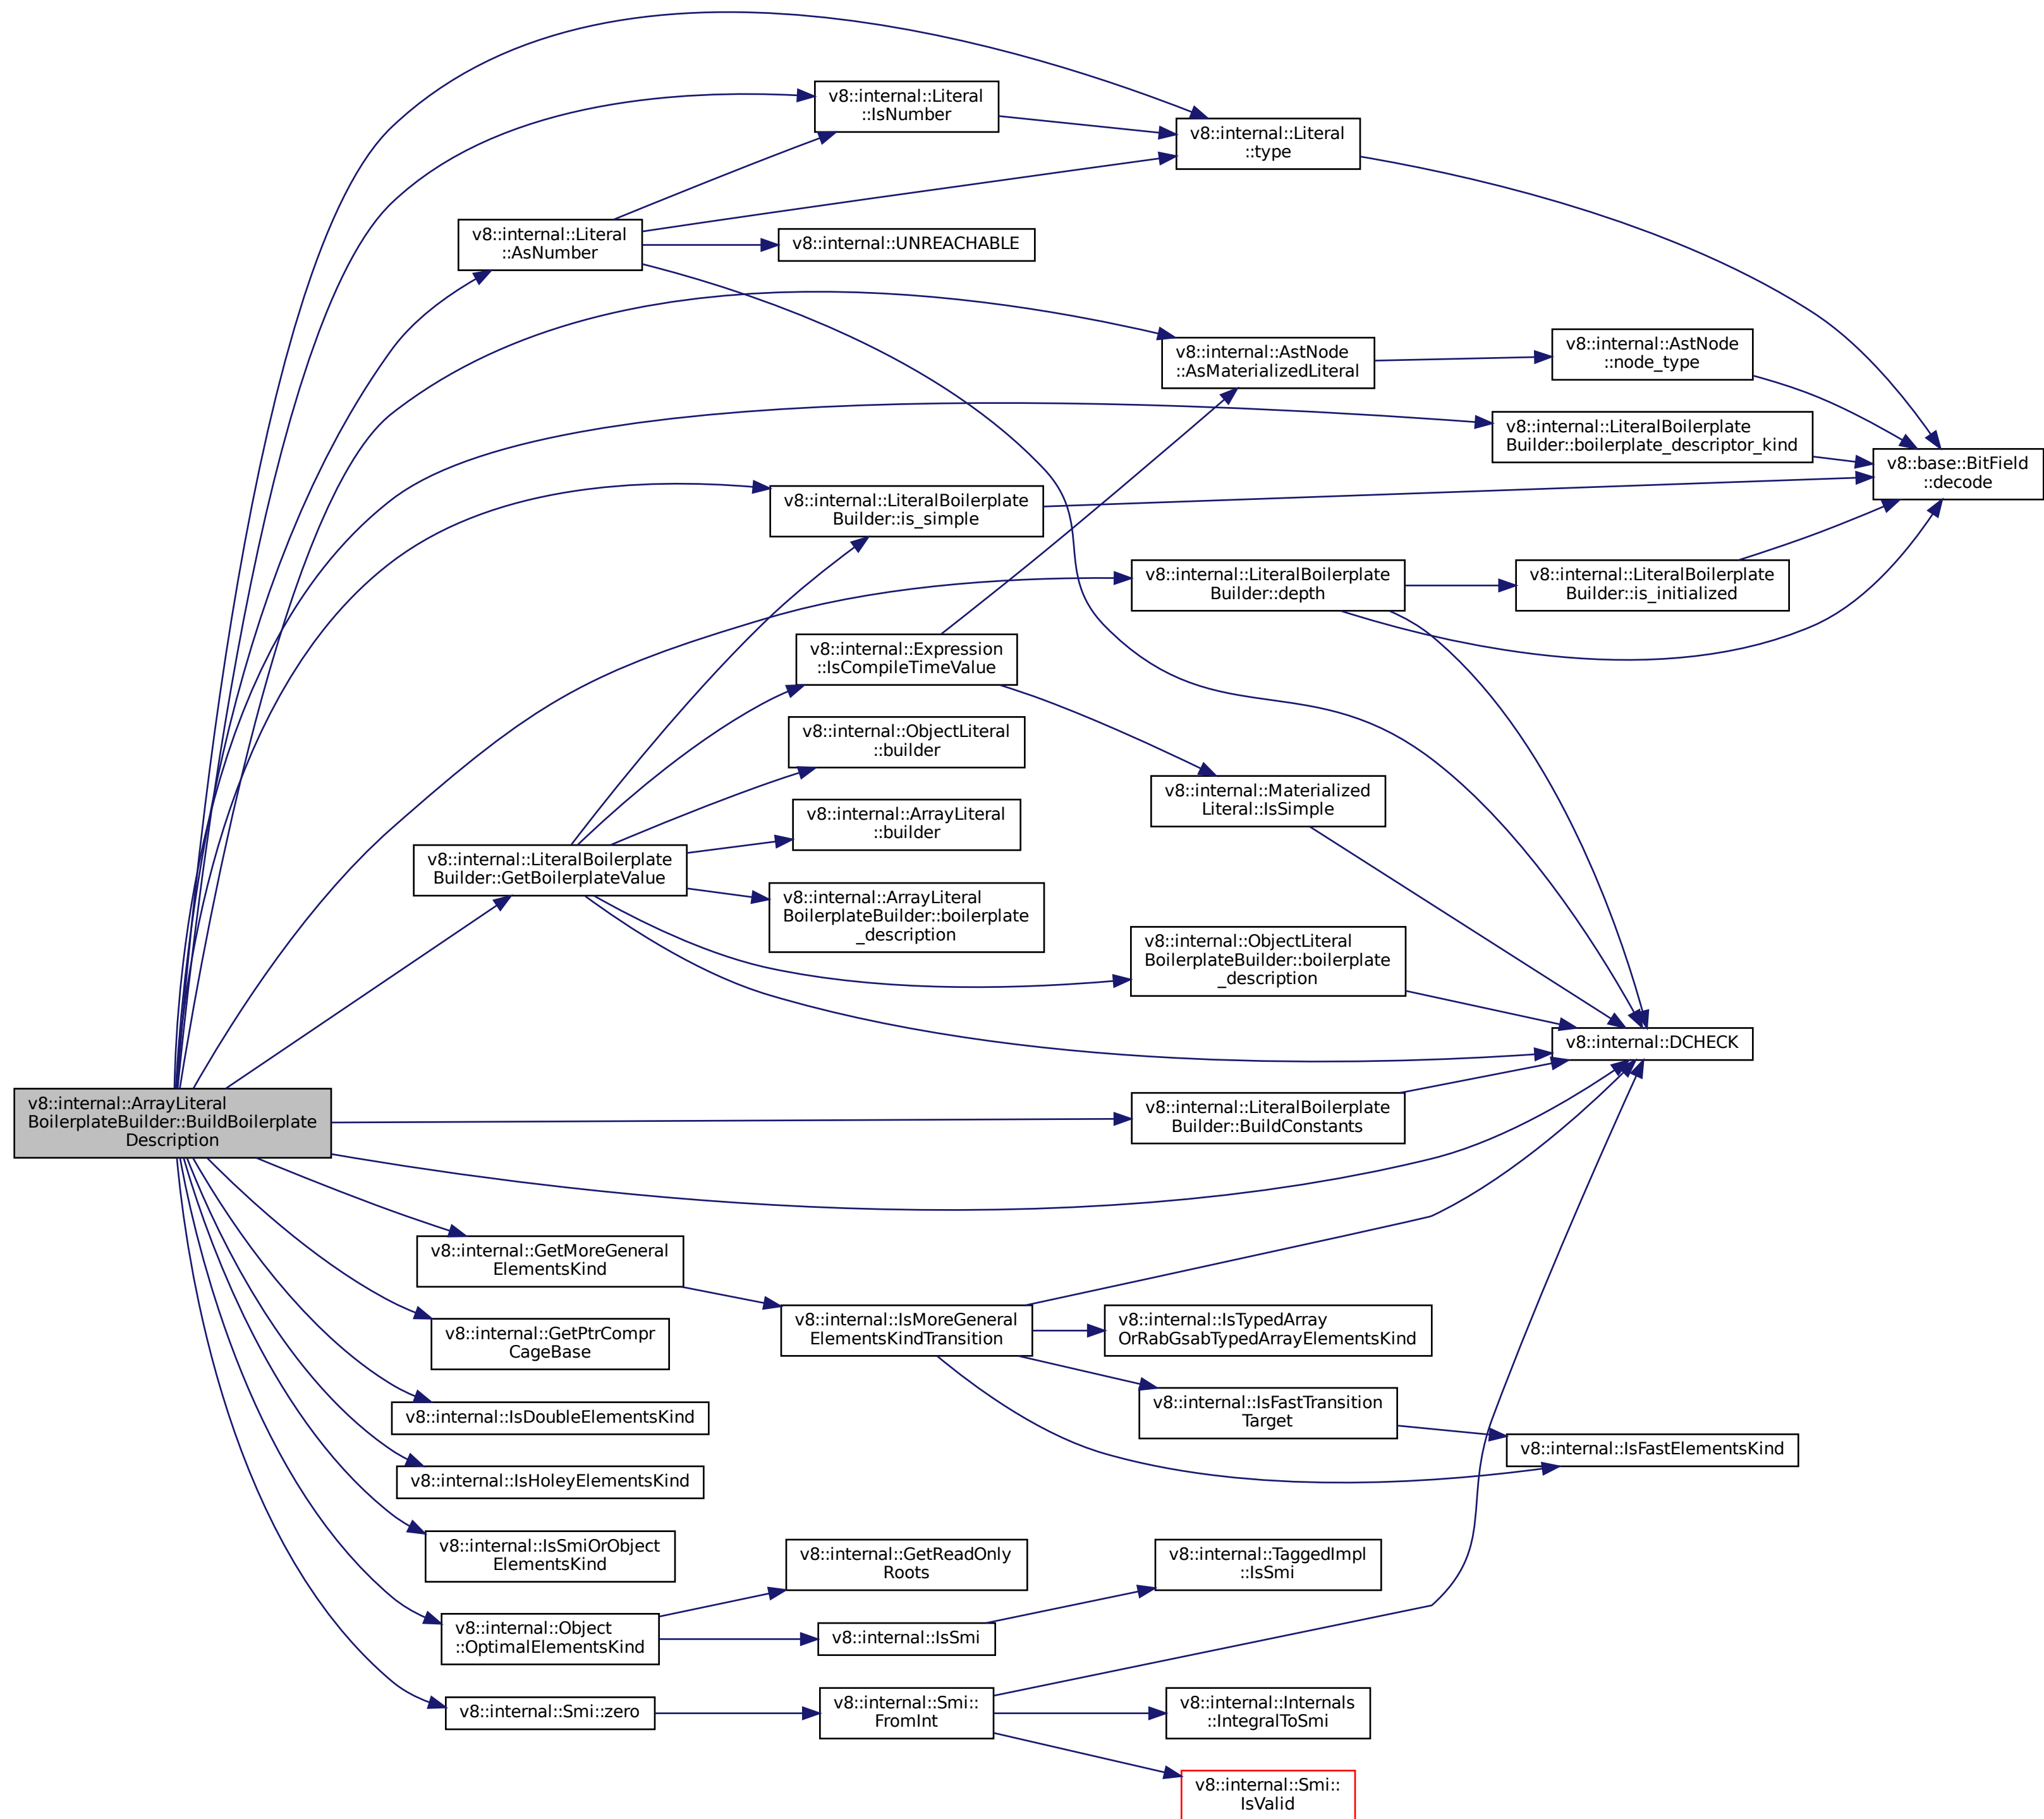 v8::internal::Literal
::IsNumber
v8::internal::Literal
::type
v8::internal::Literal
::AsNumber
v8::internal::UNREACHABLE
v8::internal::AstNode
::AsMaterializedLiteral
v8::internal::AstNode
::node_type
v8::internal::LiteralBoilerplate
Builder::boilerplate_descriptor_kind
v8::base::BitField
::decode
v8::internal::LiteralBoilerplate
Builder::is_simple
v8::internal::LiteralBoilerplate
Builder::depth
v8::internal::LiteralBoilerplate
Builder::is_initialized
v8::internal::Expression
::IsCompileTimeValue
v8::internal::ObjectLiteral
::builder
v8::internal::Materialized
Literal::IsSimple
v8::internal::ArrayLiteral
::builder
v8::internal::LiteralBoilerplate
Builder::GetBoilerplateValue
v8::internal::ArrayLiteral
BoilerplateBuilder::boilerplate
_description
v8::internal::ObjectLiteral
BoilerplateBuilder::boilerplate
_description
v8::internal::DCHECK
v8::internal::ArrayLiteral
BoilerplateBuilder::BuildBoilerplate
Description
v8::internal::LiteralBoilerplate
Builder::BuildConstants
v8::internal::GetMoreGeneral
ElementsKind
v8::internal::IsMoreGeneral
ElementsKindTransition
v8::internal::IsTypedArray
OrRabGsabTypedArrayElementsKind
v8::internal::GetPtrCompr
CageBase
v8::internal::IsDoubleElementsKind
v8::internal::IsFastTransition
Target
v8::internal::IsFastElementsKind
v8::internal::IsHoleyElementsKind
v8::internal::IsSmiOrObject
ElementsKind
v8::internal::GetReadOnly
Roots
v8::internal::TaggedImpl
::IsSmi
v8::internal::Object
::OptimalElementsKind
v8::internal::IsSmi
v8::internal::Smi::zero
v8::internal::Smi::
FromInt
v8::internal::Internals
::IntegralToSmi
v8::internal::Smi::
IsValid